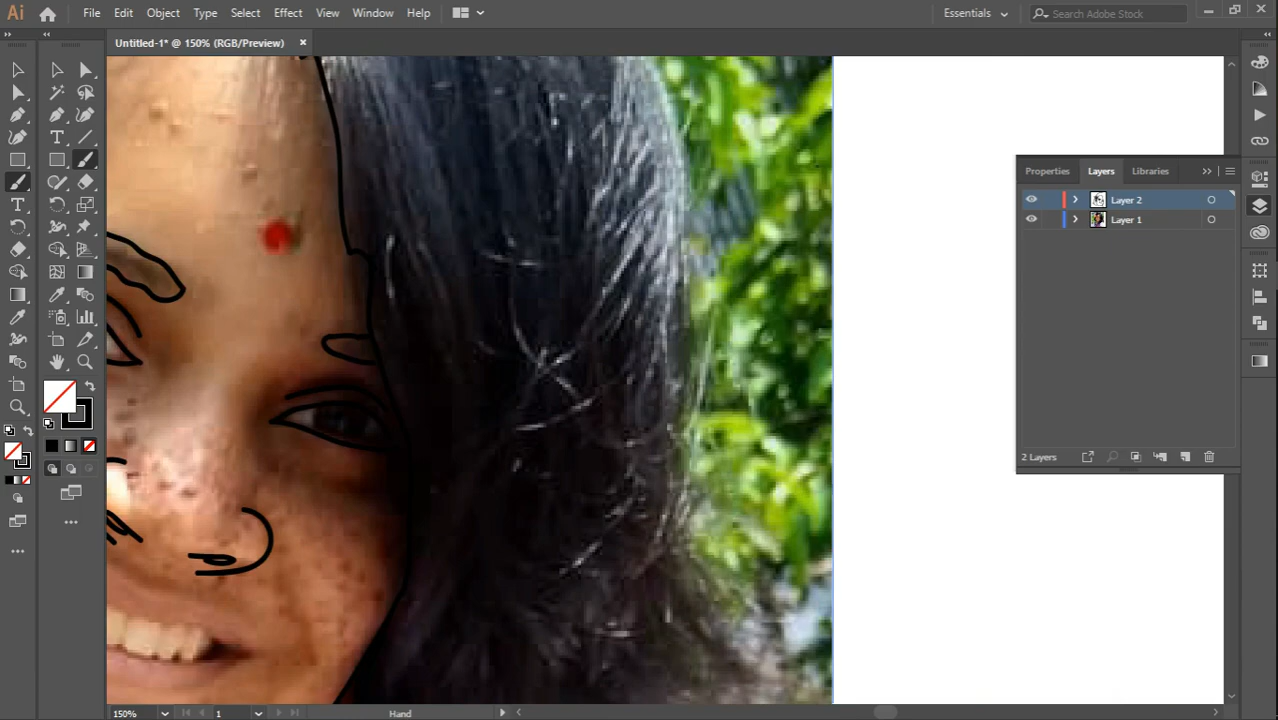 Ai File Edit Object Type Select Effect View Window Help Essentials Search Adobe Stock
Untitled-1* @ 150% (RGB/Preview)
Properties Layers Libraries
Layer 2
Layer 1
2 Layers
150% 1 Hand